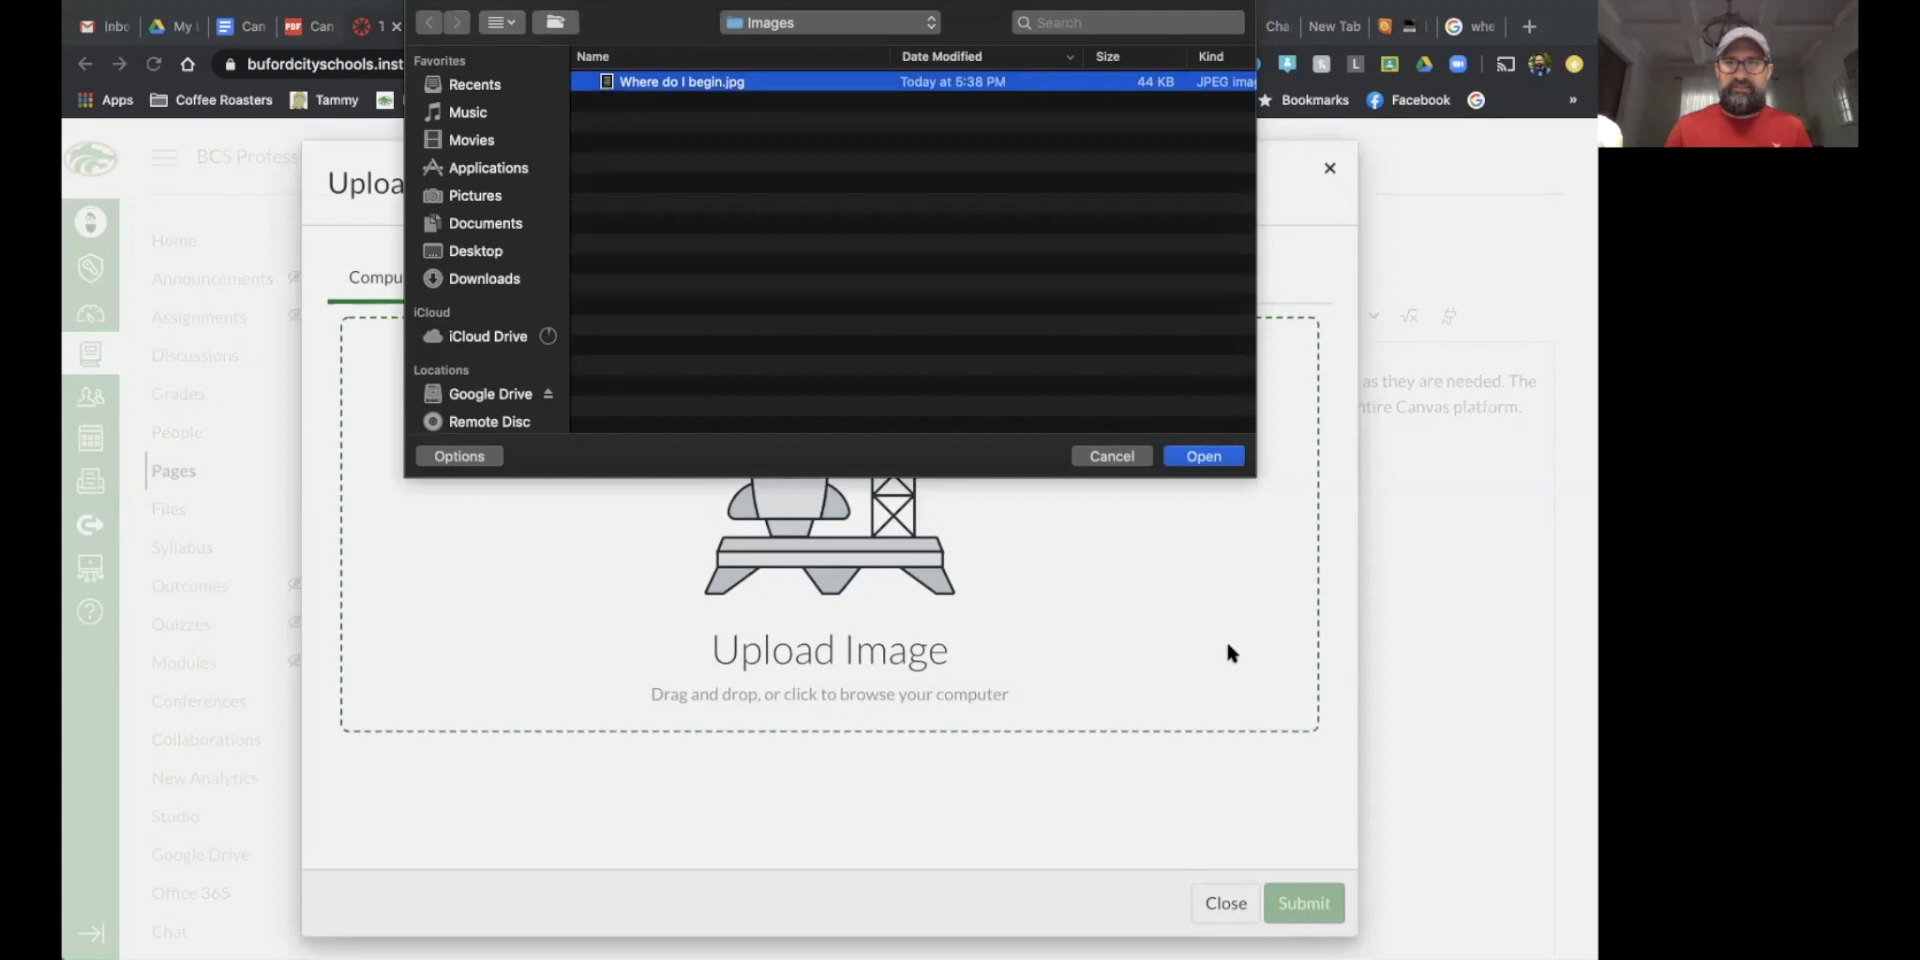 Inbo
My
Can
PDF
Can
1
Images
Search
Cha
New Tab
whe
bufordcityschools.inst
Apps
Coffee Roasters
Tammy
Bookmarks
Facebook
»
L
Favorites
Recents
Music
Movies
Applications
Pictures
Documents
Desktop
Downloads
iCloud
iCloud Drive
Locations
Google Drive
Remote Disc
Name
Date Modified
Size
Kind
Where do I begin.jpg
Today at 5:38 PM
44 KB
JPEG ima
Options
Cancel
Open
BCS Profess
Home
Announcements
Assignments
Discussions
Grades
People
Pages
Files
Syllabus
Outcomes
Quizzes
Modules
Conferences
Collaborations
New Analytics
Studio
Google Drive
Office 365
Chat
Uploa
Compu
Upload Image
Drag and drop, or click to browse your computer
as they are needed. The
ntire Canvas platform.
Close
Submit